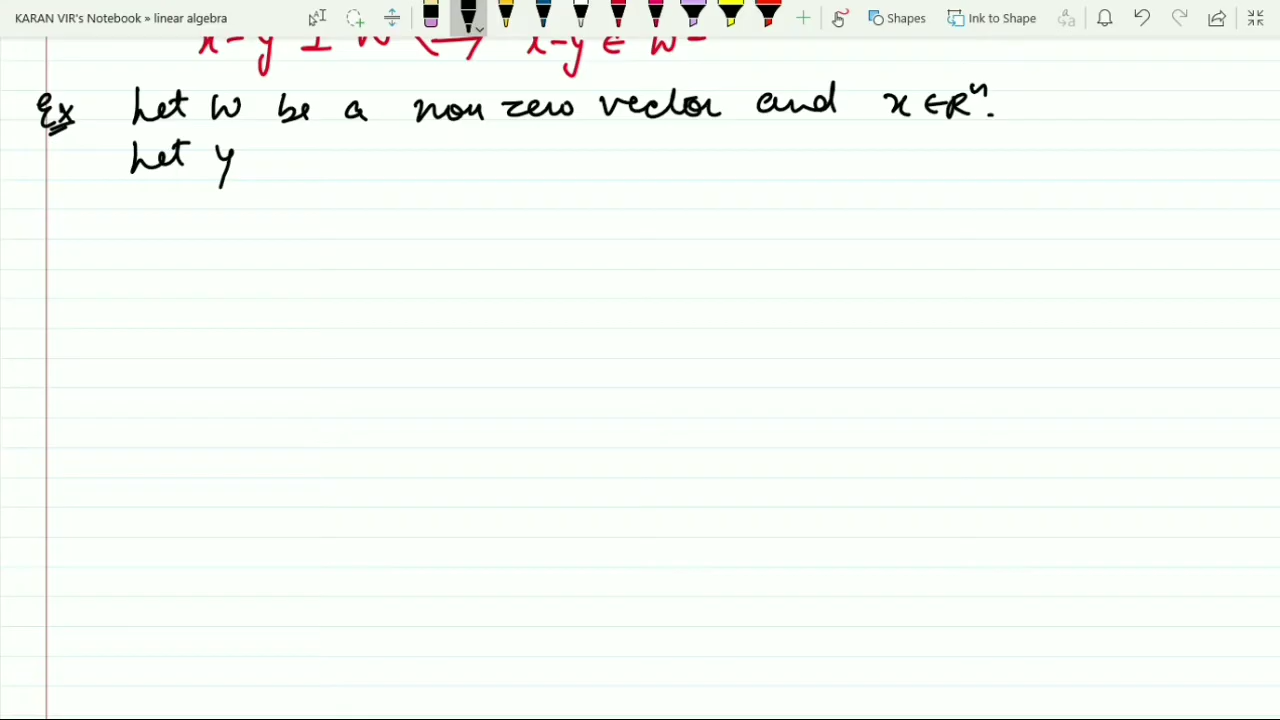 KARAN VIR's Notebook » linear algebra
Shapes
Ink to Shape
x-y ⊥ W ⟷ x-y ∈ W⊥
Ex Let W be a non zero vector and x ∈ Rⁿ.
Let y